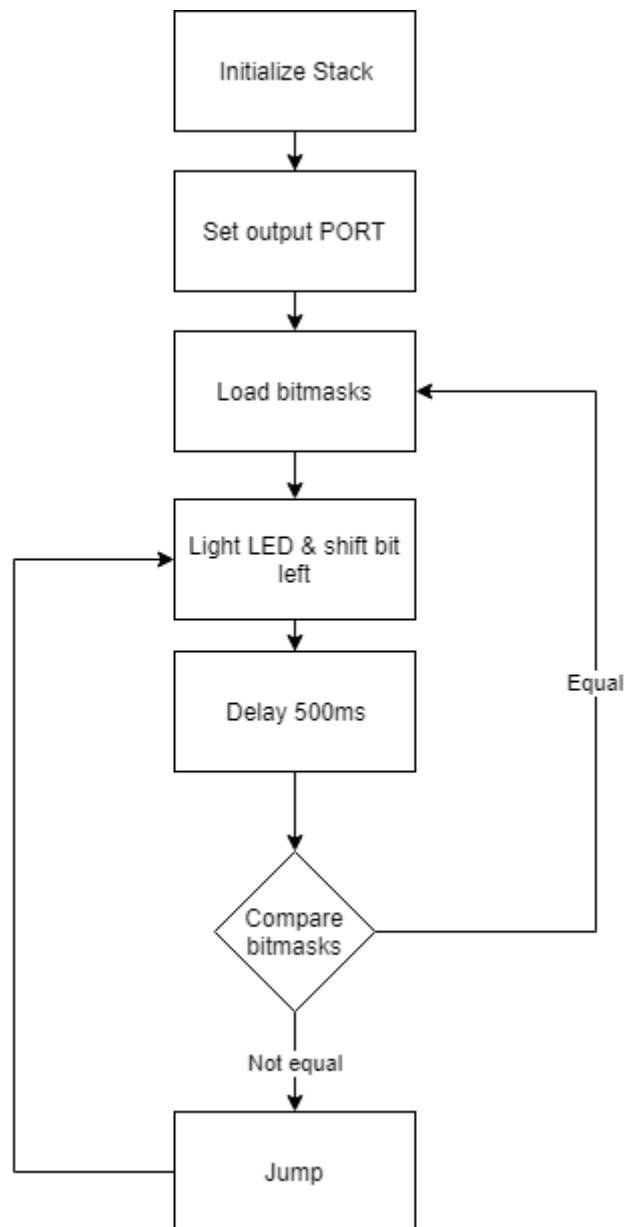 Initialize Stack
Set output PORT
Load bitmasks
Light LED & shift bit
left
Delay 500ms
Equal
Compare
bitmasks
Not equal
Jump